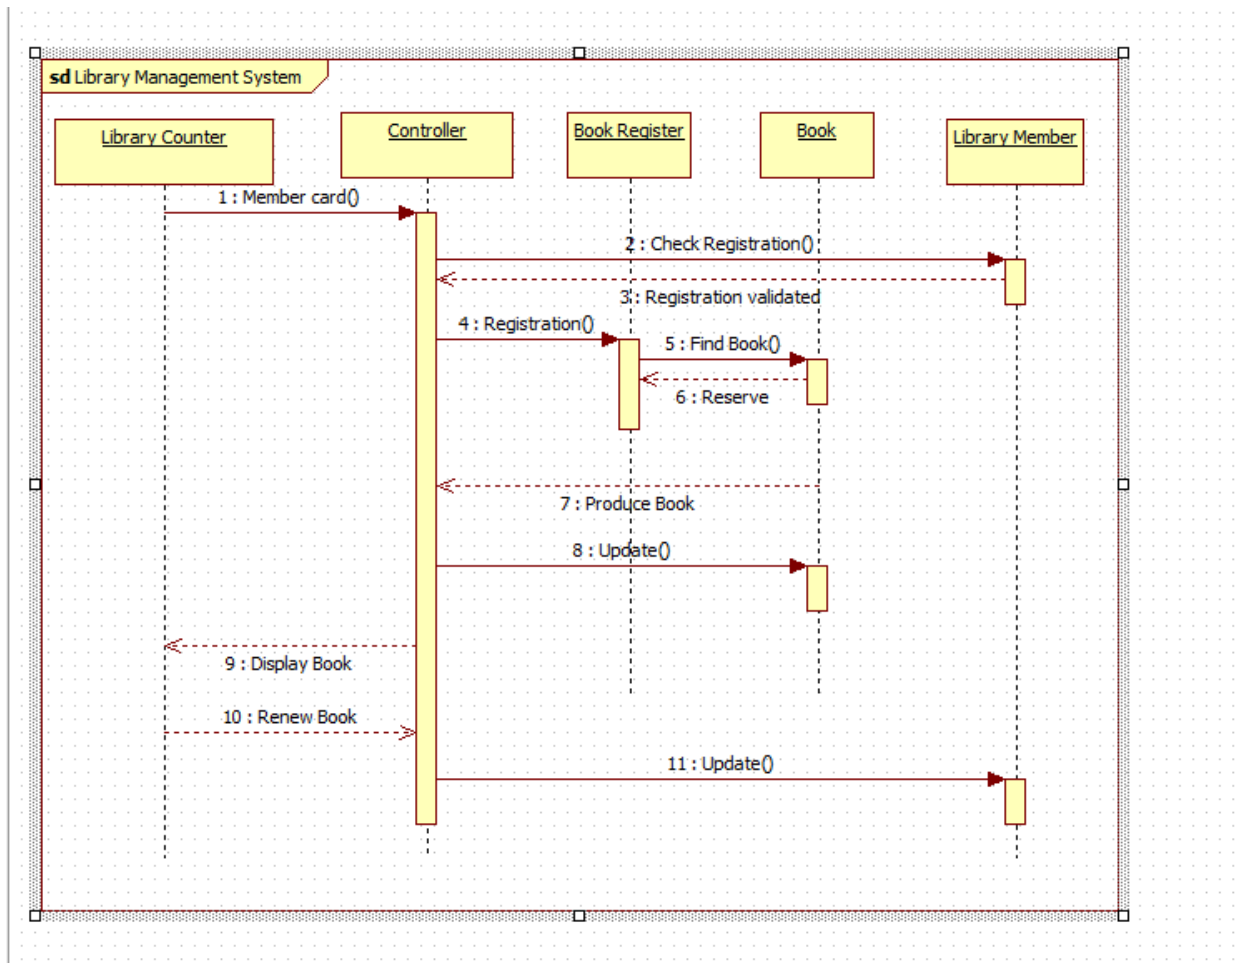 sd Library Management System
Library Counter
Controller
Book Register
Book
Library Member
1 : Member card()
2 : Check Registration()
3 : Registration validated
4 : Registration()
5 : Find Book()
6 : Reserve
7 : Produce Book
8 : Update()
9 : Display Book
10 : Renew Book
11 : Update()